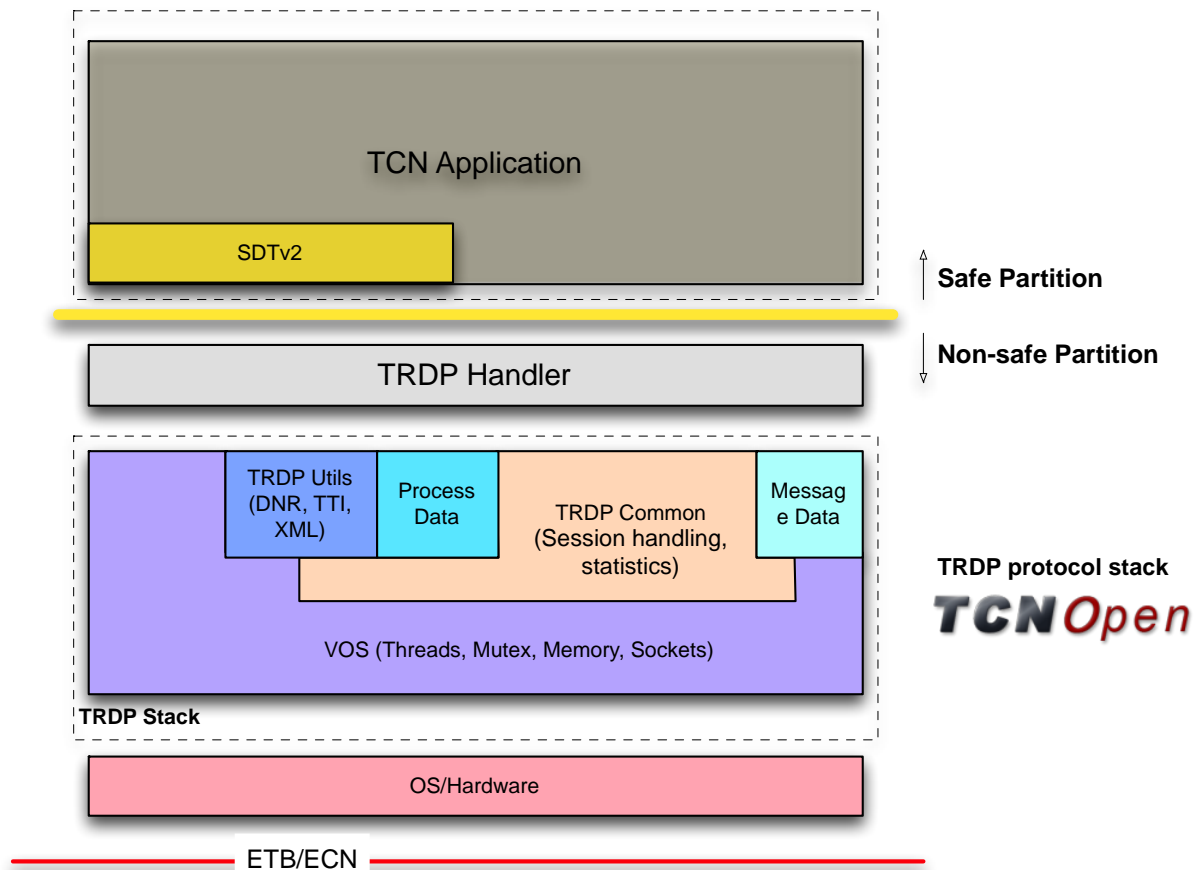 TCN Application
SDTv2
Safe Partition
Non-safe Partition
TRDP Handler
TRDP Utils
(DNR, TTI,
XML)
Process
Data
TRDP Common
(Session handling,
statistics)
Messag
e Data
VOS (Threads, Mutex, Memory, Sockets)
TRDP Stack
TRDP protocol stack
TCNOpen
OS/Hardware
ETB/ECN